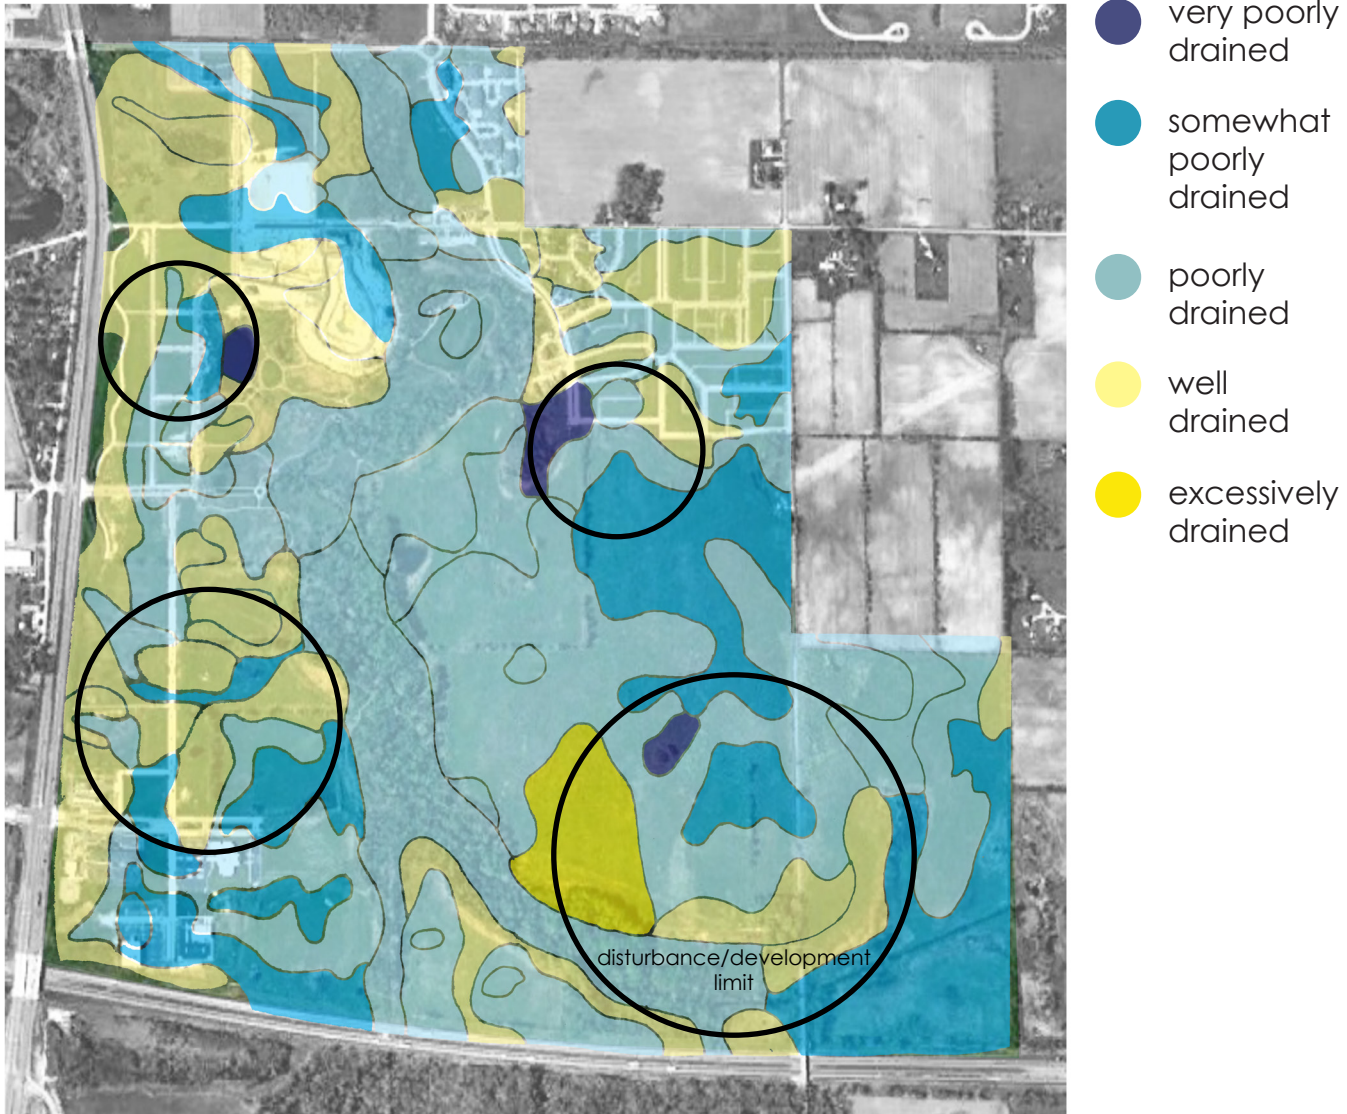 very poorly
drained
somewhat
poorly
drained
poorly
drained
well
drained
excessively
drained
disturbance/development
limit